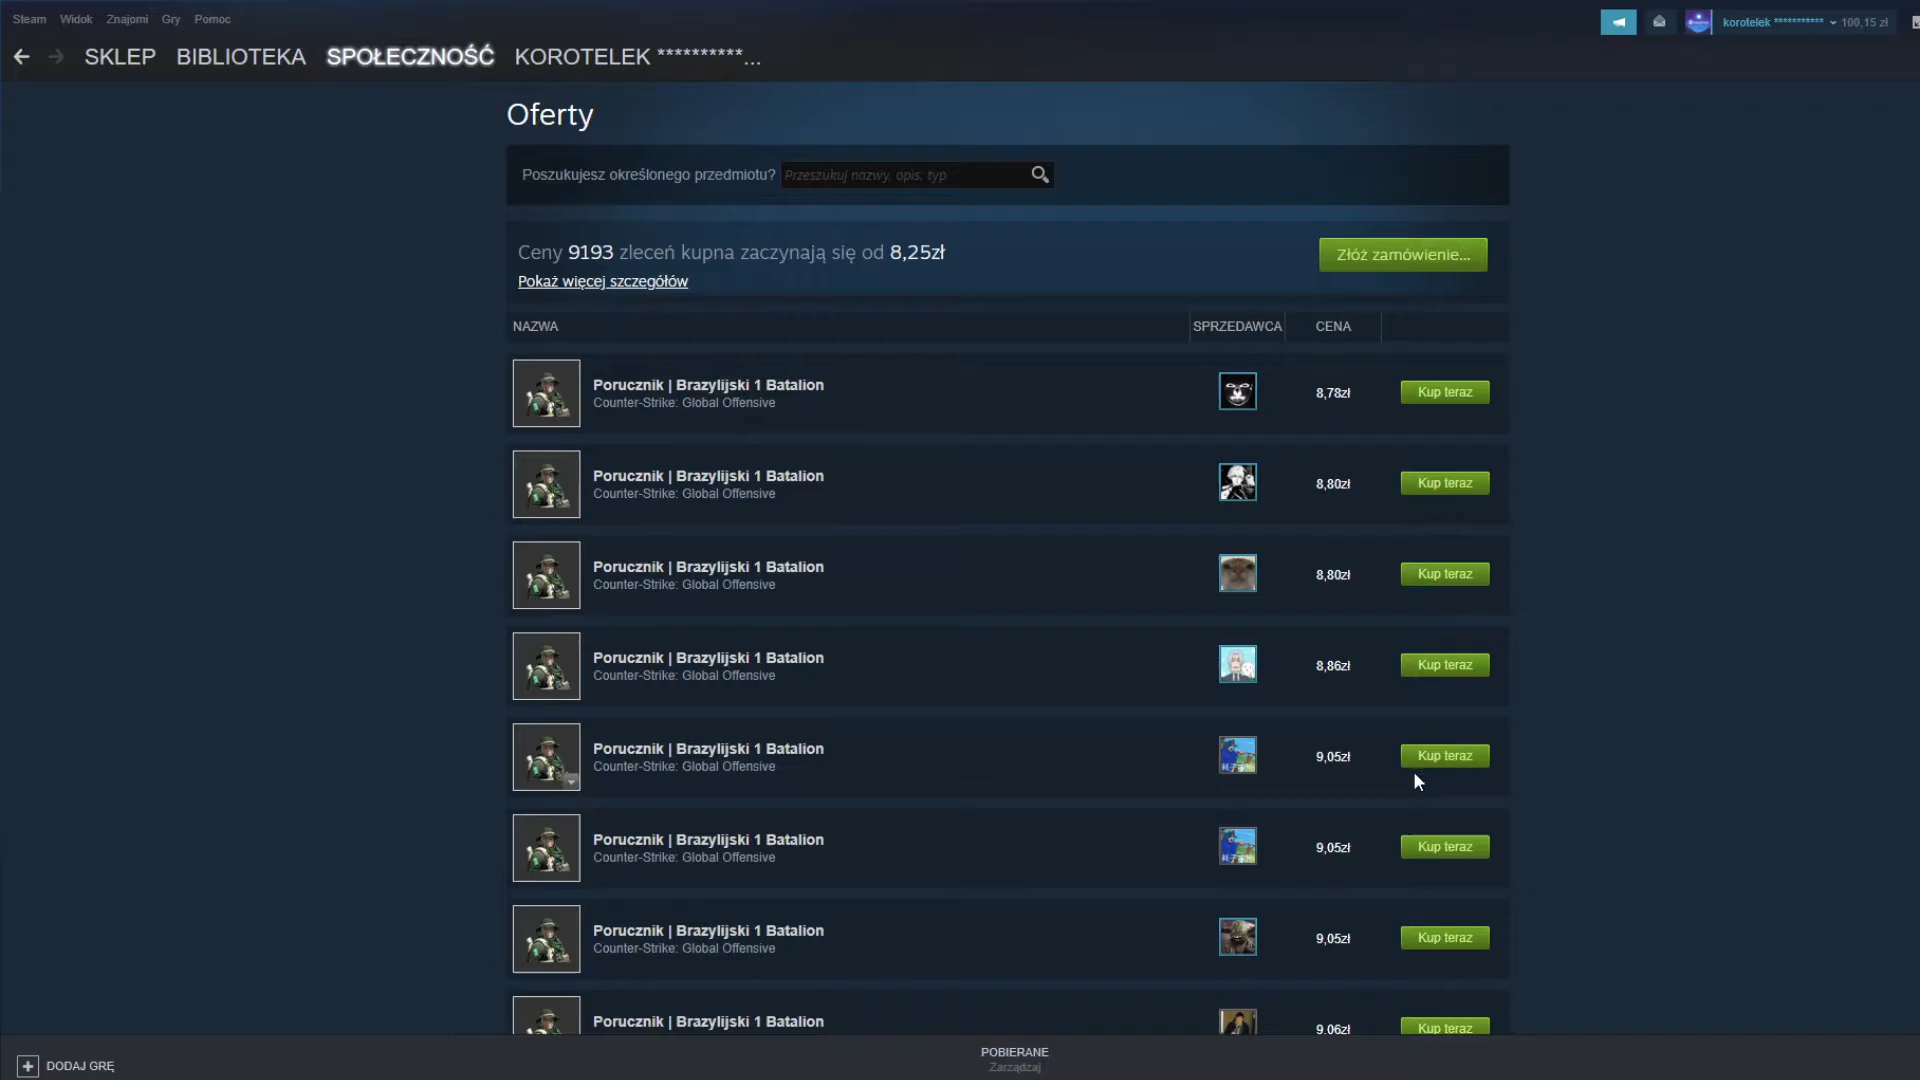 Steam Widok Znajomi Gry Pomoc
korotelek *********** 100,15 zł
SKLEP BIBLIOTEKA SPOŁECZNOŚĆ KOROTELEK **********...
Oferty
Poszukujesz określonego przedmiotu? Przeszukuj nazwy, opis, typ
Ceny 9193 zleceń kupna zaczynają się od 8,25zł
Złóż zamówienie...
Pokaż więcej szczegółów
NAZWA SPRZEDAWCA CENA
Porucznik | Brazylijski 1 Batalion
Counter-Strike: Global Offensive
8,78zł Kup teraz
Porucznik | Brazylijski 1 Batalion
Counter-Strike: Global Offensive
8,80zł Kup teraz
Porucznik | Brazylijski 1 Batalion
Counter-Strike: Global Offensive
8,80zł Kup teraz
Porucznik | Brazylijski 1 Batalion
Counter-Strike: Global Offensive
8,86zł Kup teraz
Porucznik | Brazylijski 1 Batalion
Counter-Strike: Global Offensive
9,05zł Kup teraz
Porucznik | Brazylijski 1 Batalion
Counter-Strike: Global Offensive
9,05zł Kup teraz
Porucznik | Brazylijski 1 Batalion
Counter-Strike: Global Offensive
9,05zł Kup teraz
Porucznik | Brazylijski 1 Batalion
9,06zł Kup teraz
DODAJ GRĘ
POBIERANE
Zarządzaj